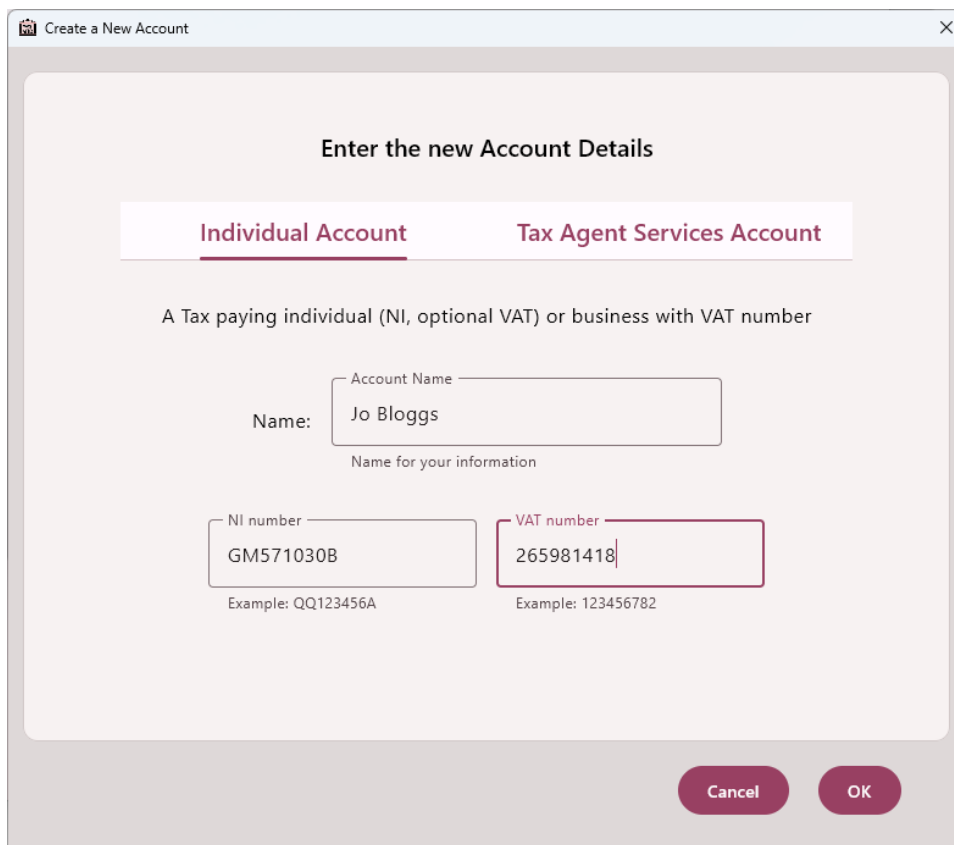 Create a New Account
Enter the new Account Details
Individual Account Tax Agent Services Account
A Tax paying individual (NI, optional VAT) or business with VAT number
Account Name
Name: Jo Bloggs
Name for your information
NI number VAT number
GM571030B 265981418
Example: QQ123456A Example: 123456782
Cancel OK